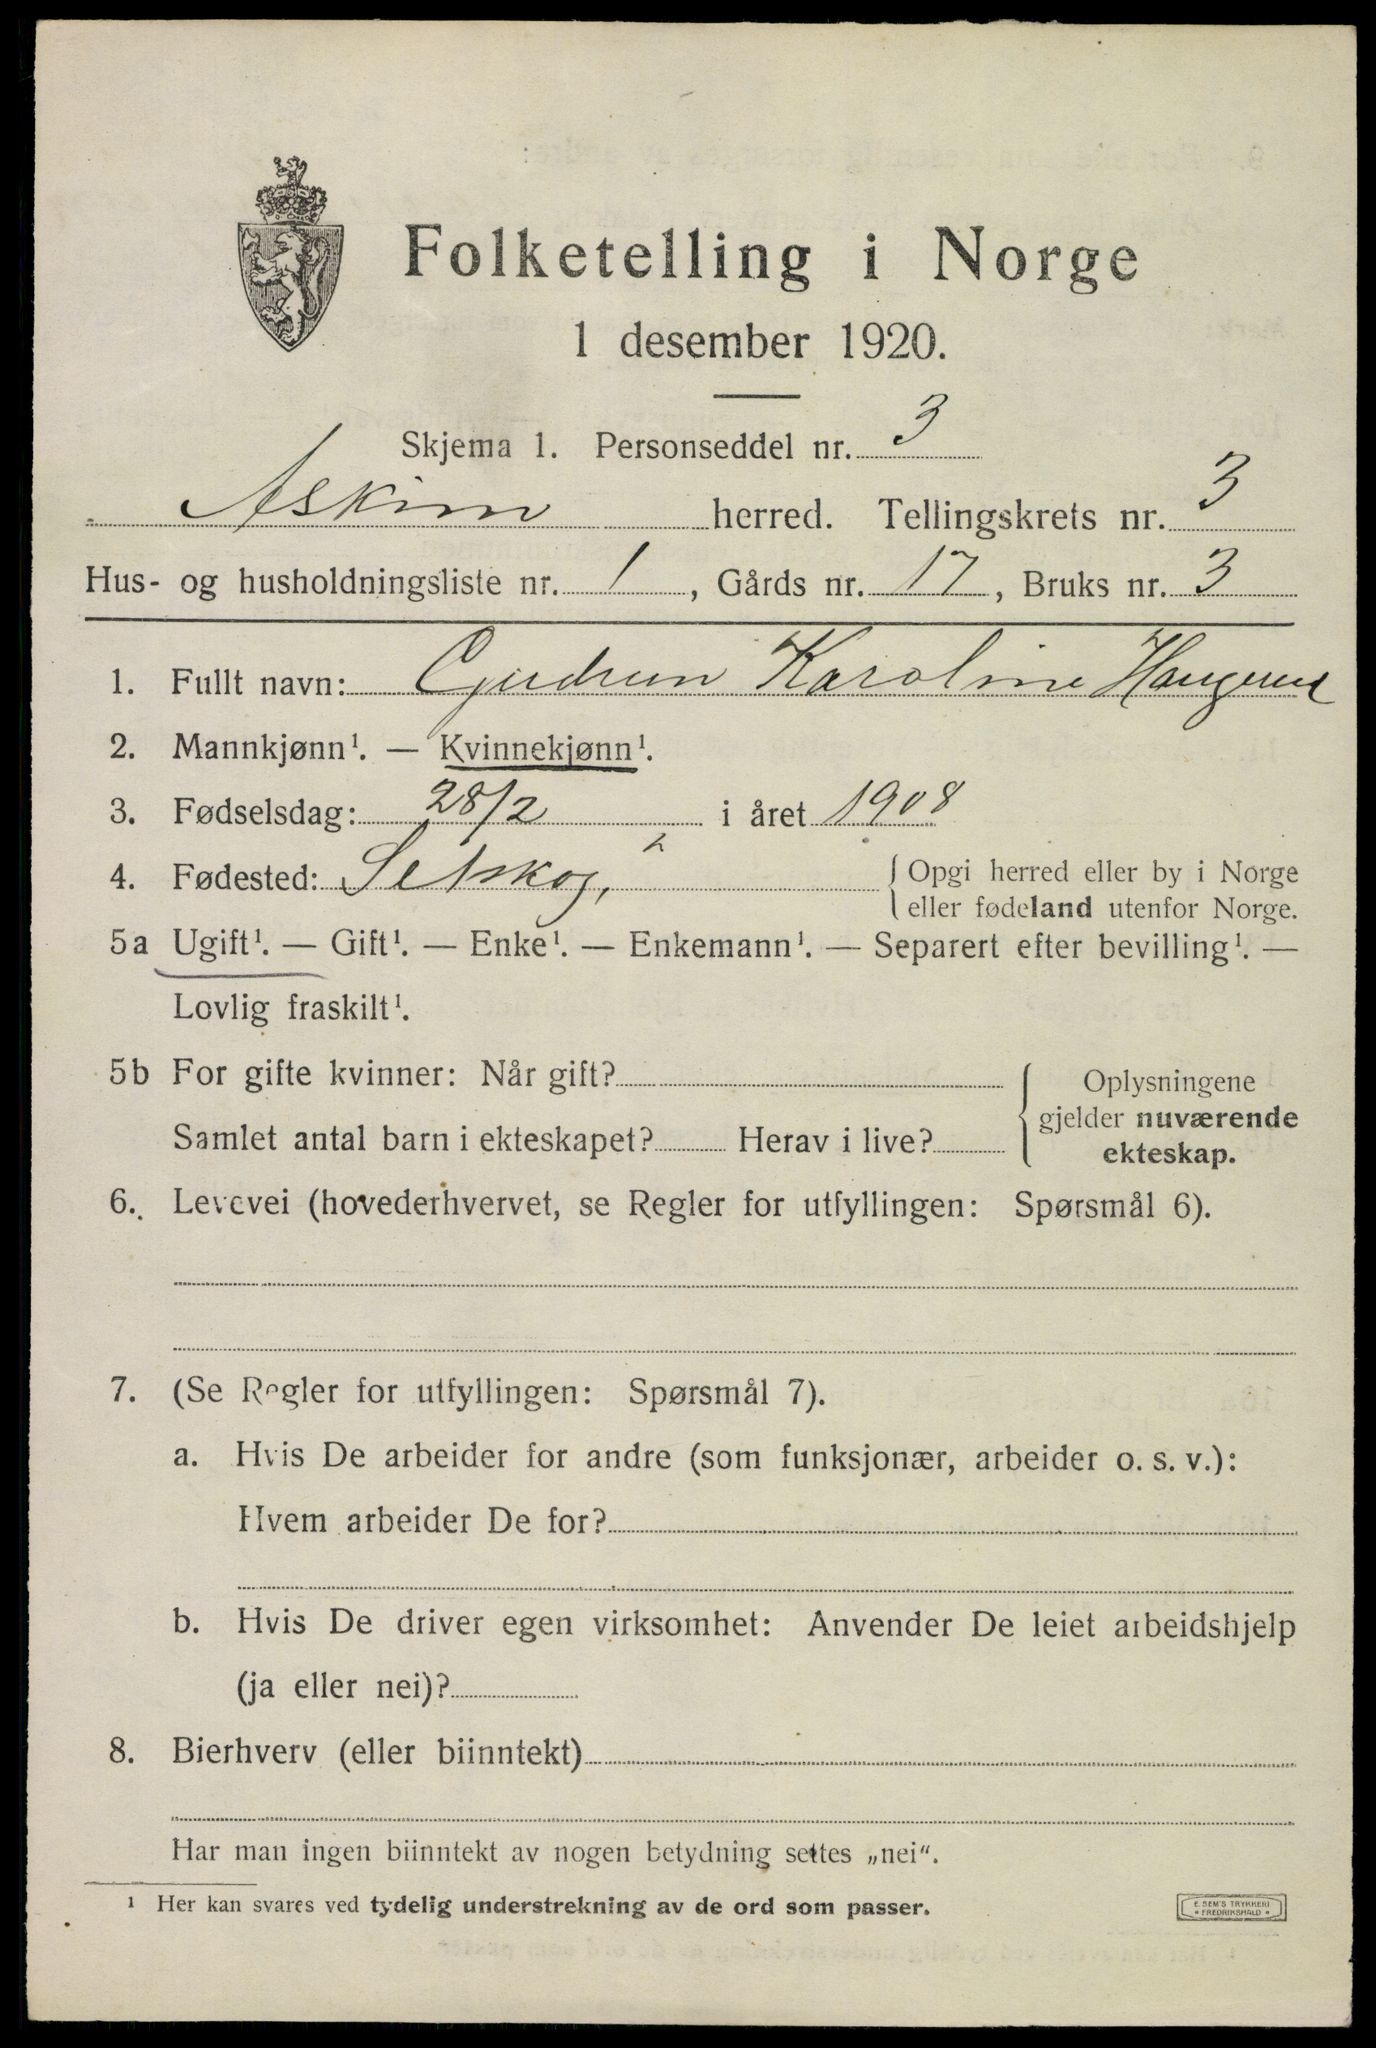 Folketelling i Norge
1 desember 1920.
Skjema 1. Personseddel nr. 3
Askim herred. Tellingskrets nr. 3
Hus- og husholdningsliste nr. 1, Gårds nr. 17, Bruks nr. 3
1. Fullt navn: Gudrun Karoline Haugerud
2. Mannkjønn¹. — Kvinnekjønn¹.
3. Fødselsdag: 28/2 i året 1908
4. Fødested: Setskog, { Opgi herred eller by i Norge
eller fødeland utenfor Norge.
5a Ugift¹. — Gift¹. — Enke¹. — Enkemann¹. — Separert efter bevilling¹. —
Lovlig fraskilt¹.
5b For gifte kvinner: Når gift?
Samlet antal barn i ekteskapet? Herav i live?
{ Oplysningene
gjelder nuværende
ekteskap.
6. Levevei (hovederhvervet, se Regler for utfyllingen: Spørsmål 6).
7. (Se Regler for utfyllingen: Spørsmål 7).
a. Hvis De arbeider for andre (som funksjonær, arbeider o. s. v.):
Hvem arbeider De for?
b. Hvis De driver egen virksomhet: Anvender De leiet arbeidshjelp
(ja eller nei)?
8. Bierhverv (eller biinntekt)
Har man ingen biinntekt av nogen betydning settes „nei“.
¹ Her kan svares ved tydelig understrekning av de ord som passer.
E. SEM'S TRYKKERI
* FREDRIKSHALD *